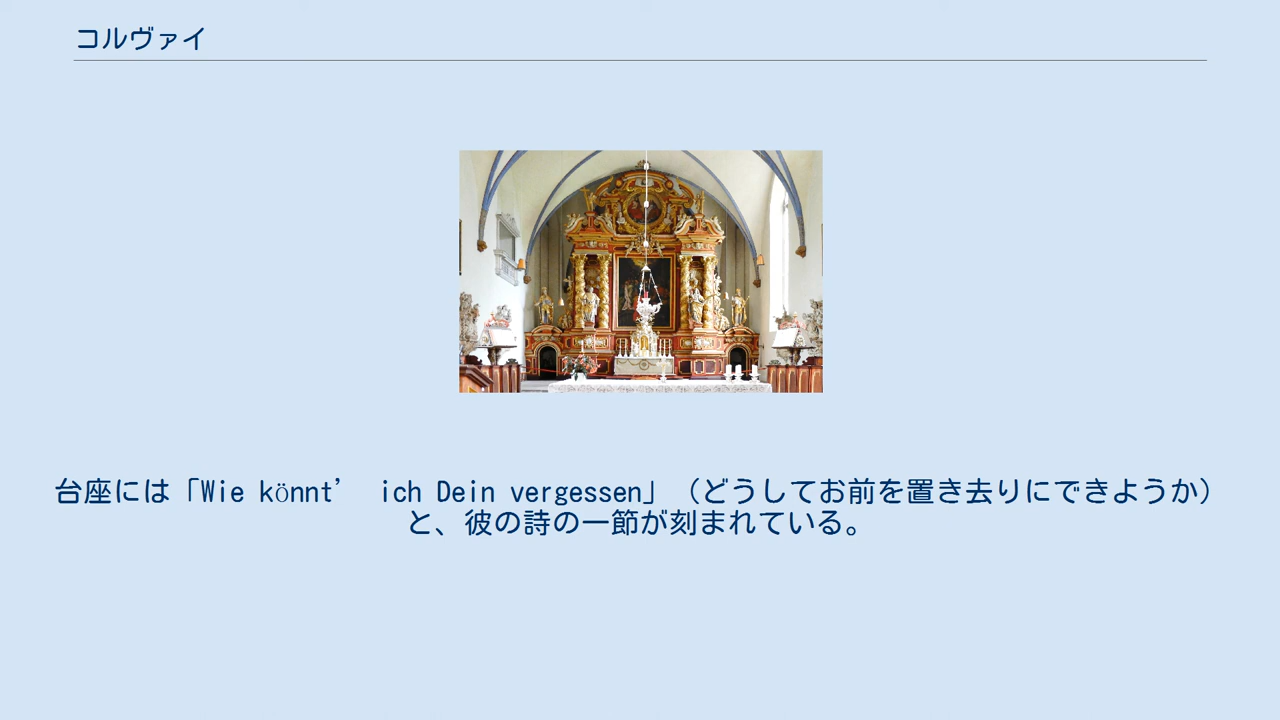 コルヴァイ
台座には「Wie könnt’ ich Dein vergessen」（どうしてお前を置き去りにできようか）
と、彼の詩の一節が刻まれている。